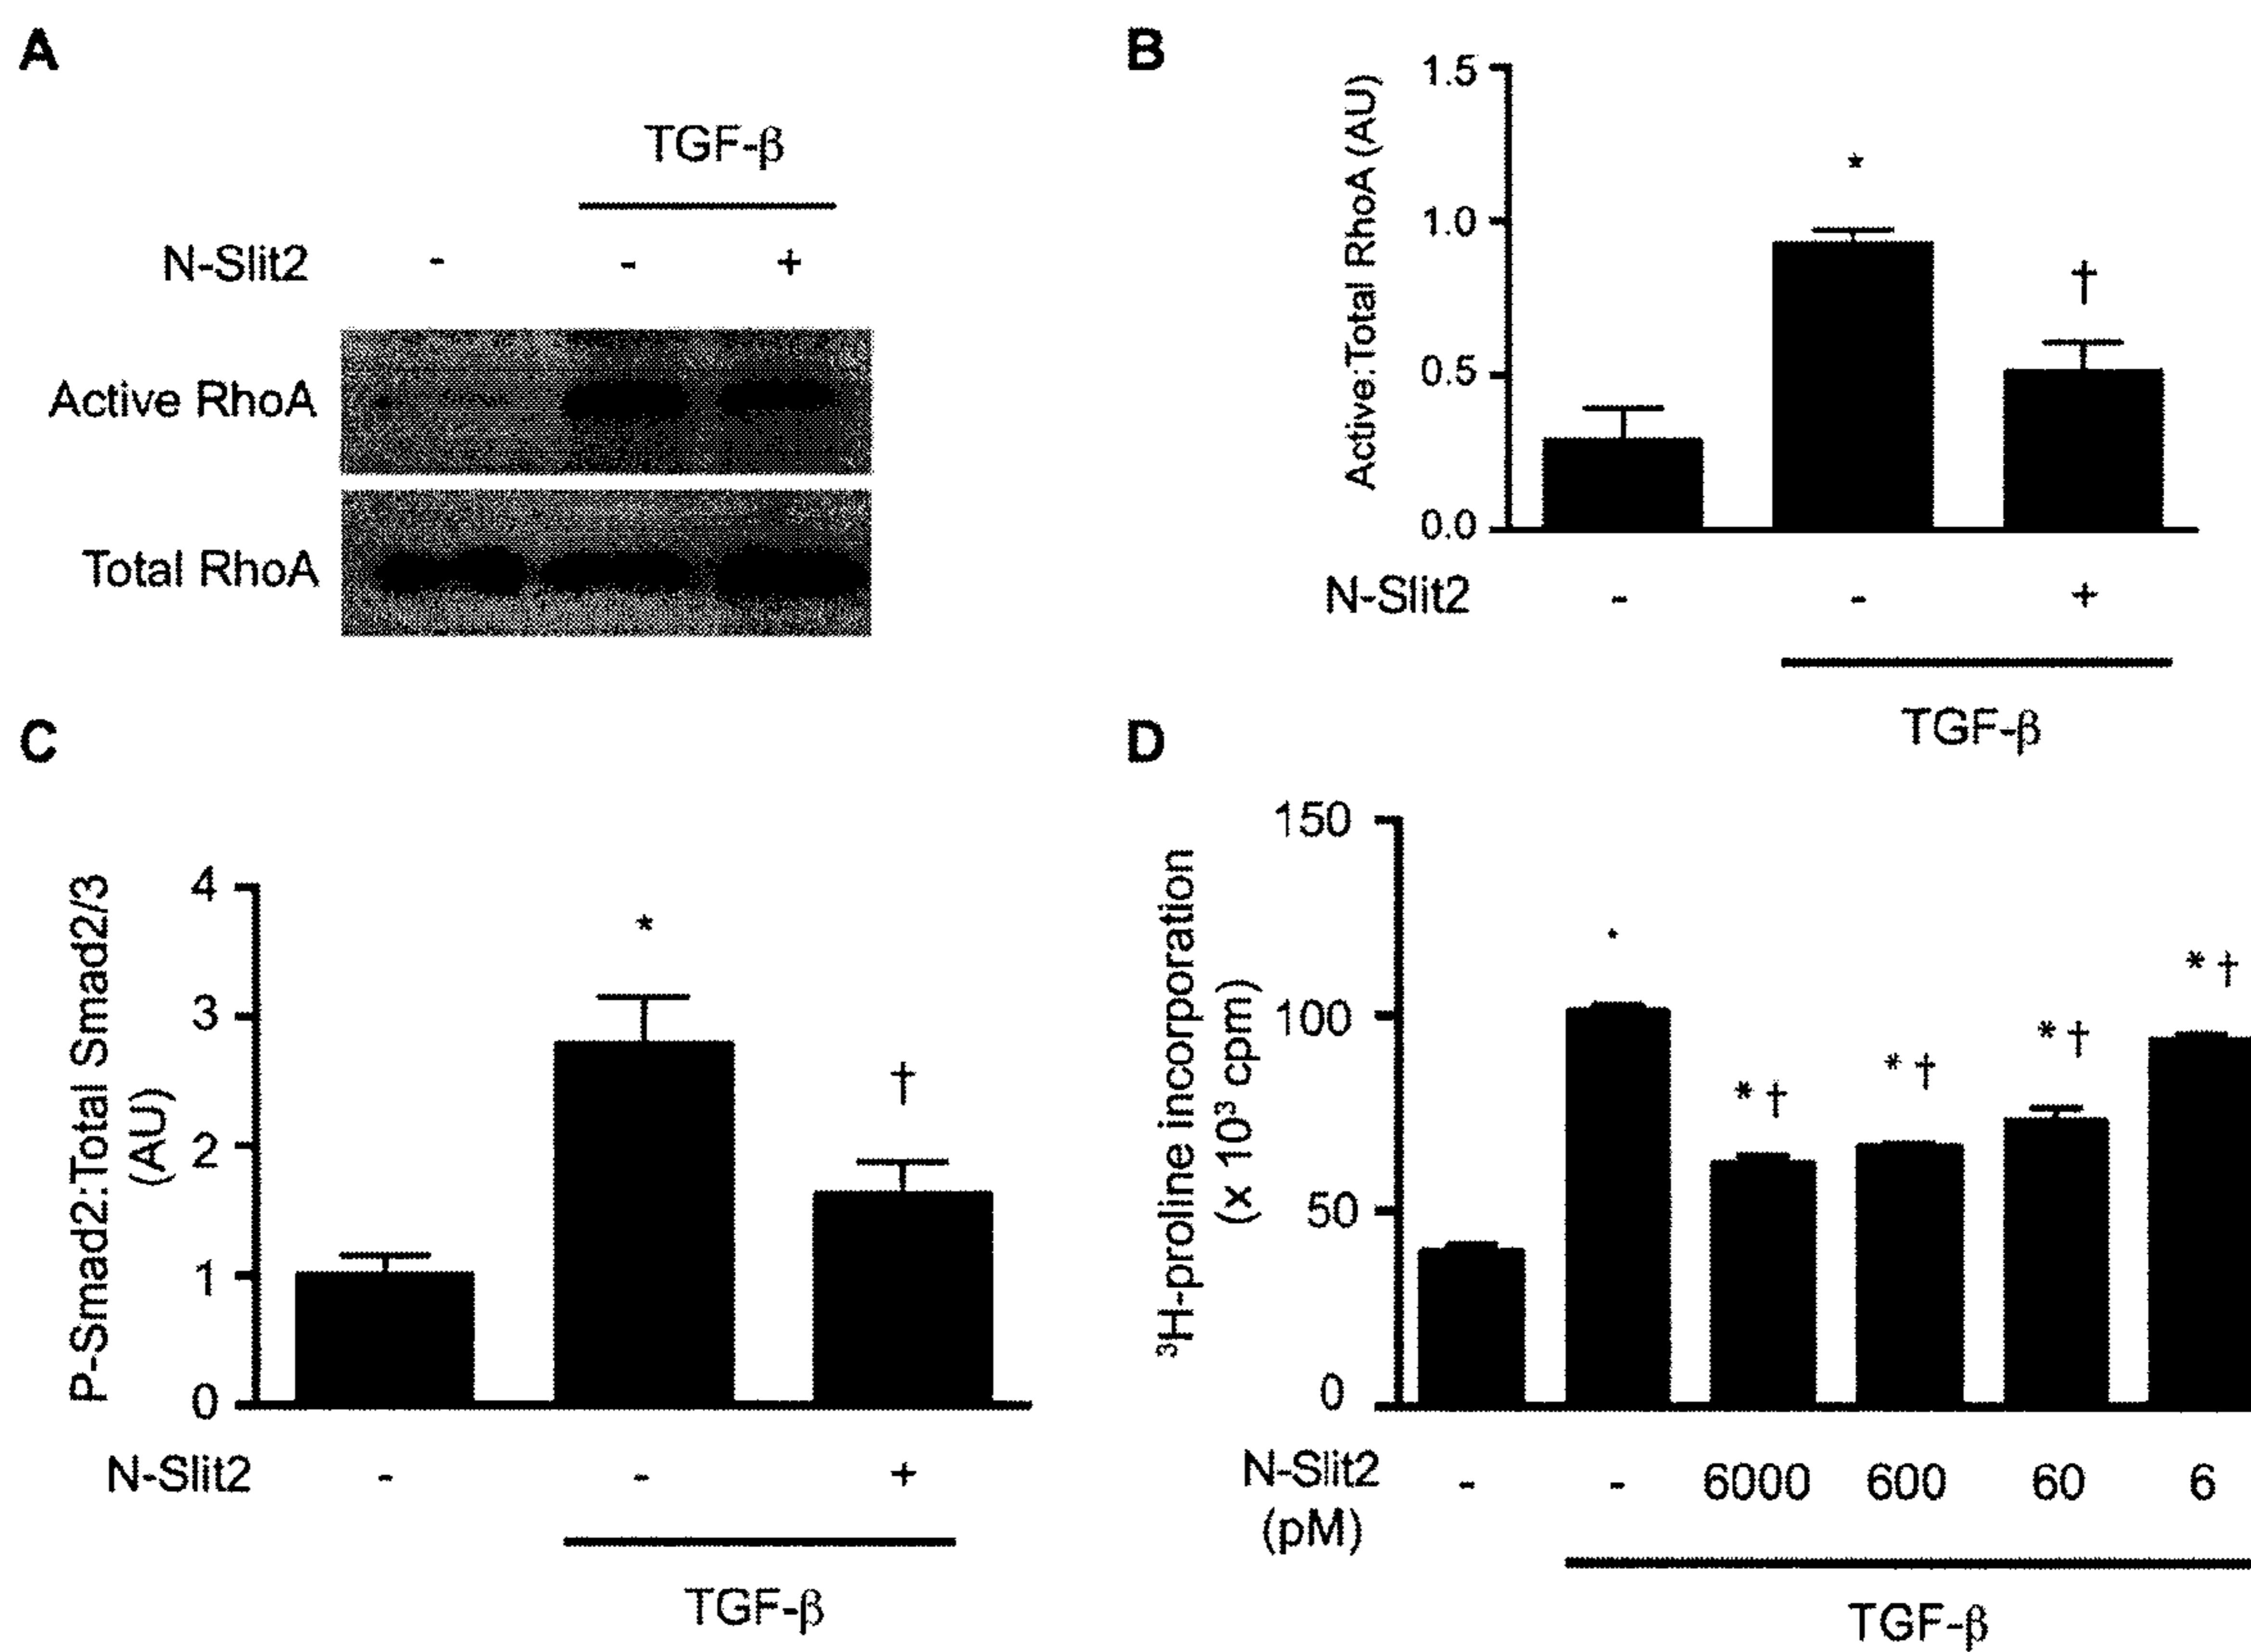 A
TGF-β
N-Slit2 - - +
Active RhoA
Total RhoA
B
Active:Total RhoA (AU)
1.5
1.0
0.5
0.0
*
†
N-Slit2 - - +
TGF-β
C
P-Smad2:Total Smad2/3
(AU)
4
3
2
1
0
*
†
N-Slit2 - - +
TGF-β
D
³H-proline incorporation
(x 10³ cpm)
150
100
50
0
*
* †
* †
* †
* †
N-Slit2 - - 6000 600 60 6
(pM)
TGF-β